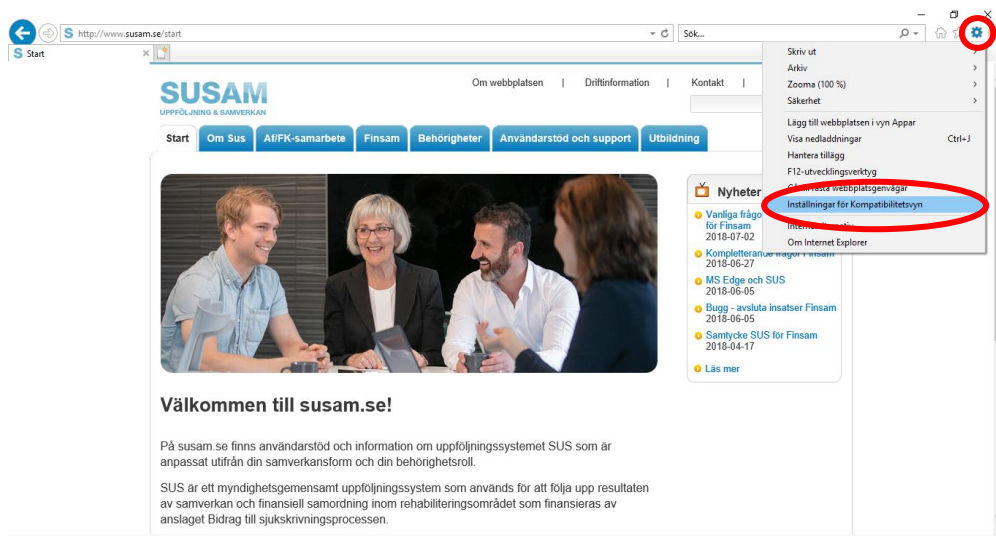 http://www.susam.se/start
Sök...
Start
Skriv ut
Arkiv
Zooma (100 %)
Säkerhet
Lägg till webbplatsen i vyn Appar
Visa nedladdningar Ctrl+J
Hantera tillägg
F12-utvecklingsverktyg
webbplatsgenvägar
Inställningar för Kompatibilitetsvyn
Om Internet Explorer
Om webbplatsen | Driftinformation | Kontakt |
SUSAM
UPPFÖLJNING & SAMVERKAN
Start Om Sus Af/FK-samarbete Finsam Behörigheter Användarstöd och support Utbildning
Nyheter
Vanliga frågo
för Finsam
2018-07-02
Kompletterande frågor i Finsam
2018-06-27
MS Edge och SUS
2018-06-05
Bugg - avsluta insatser Finsam
2018-06-05
Samtycke SUS för Finsam
2018-04-17
Läs mer
Välkommen till susam.se!
På susam.se finns användarstöd och information om uppföljningssystemet SUS som är
anpassat utifrån din samverkansform och din behörighetsroll.
SUS är ett myndighetsgemensamt uppföljningssystem som används för att följa upp resultaten
av samverkan och finansiell samordning inom rehabiliteringsområdet som finansieras av
anslaget Bidrag till sjukskrivningsprocessen.